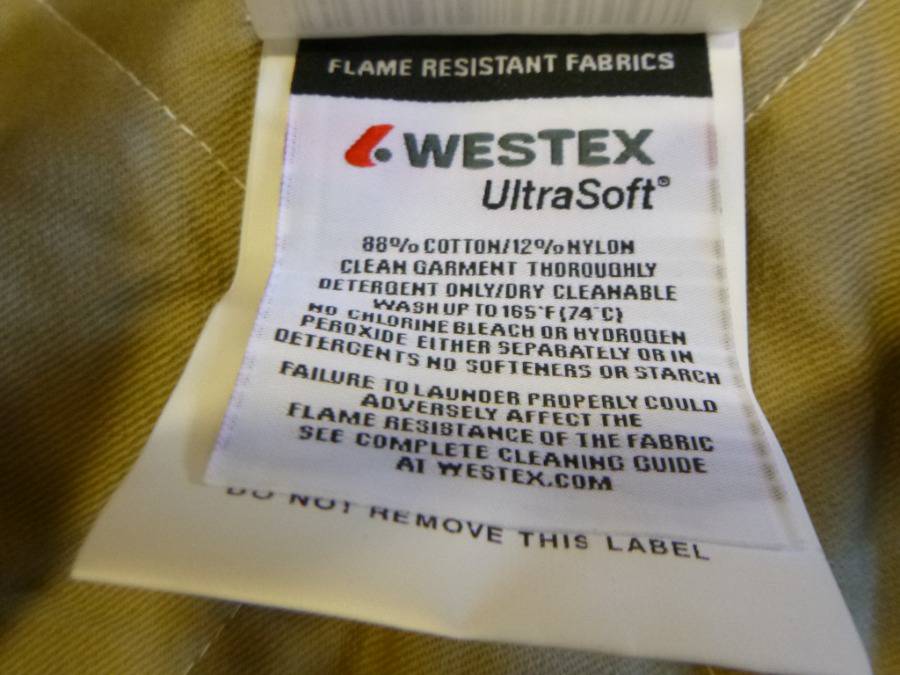 FLAME RESISTANT FABRICS
WESTEX
UltraSoft®
88% COTTON/12% NYLON
CLEAN GARMENT THOROUGHLY
DETERGENT ONLY/DRY CLEANABLE
WASH UP TO 165°F (74°C)
NO CHLORINE BLEACH OR HYDROGEN
PEROXIDE EITHER SEPARATELY OR IN
DETERGENTS NO SOFTENERS OR STARCH
FAILURE TO LAUNDER PROPERLY COULD
ADVERSELY AFFECT THE
FLAME RESISTANCE OF THE FABRIC
SEE COMPLETE CLEANING GUIDE
AT WESTEX.COM
DO NOT REMOVE THIS LABEL